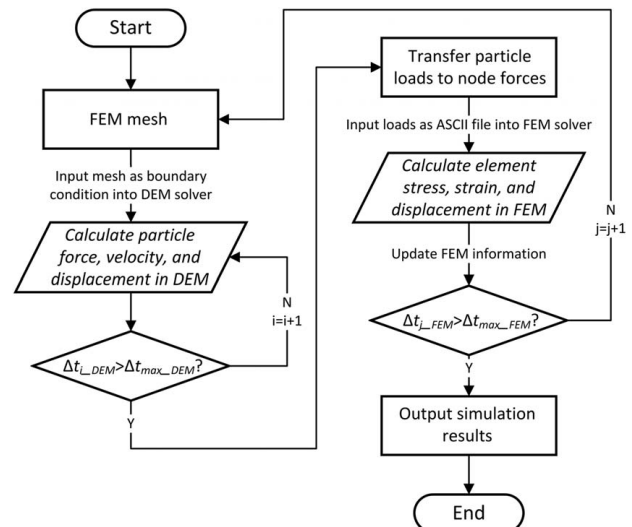 Start
FEM mesh
Input mesh as boundary
condition into DEM solver
Calculate particle
force, velocity, and
displacement in DEM
N
i=i+1
Δt_i_DEM>Δt_max_DEM?
Y
Transfer particle
loads to node forces
Input loads as ASCII file into FEM solver
Calculate element
stress, strain, and
displacement in FEM
N
j=j+1
Update FEM information
Δt_j_FEM>Δt_max_FEM?
Y
Output simulation
results
End